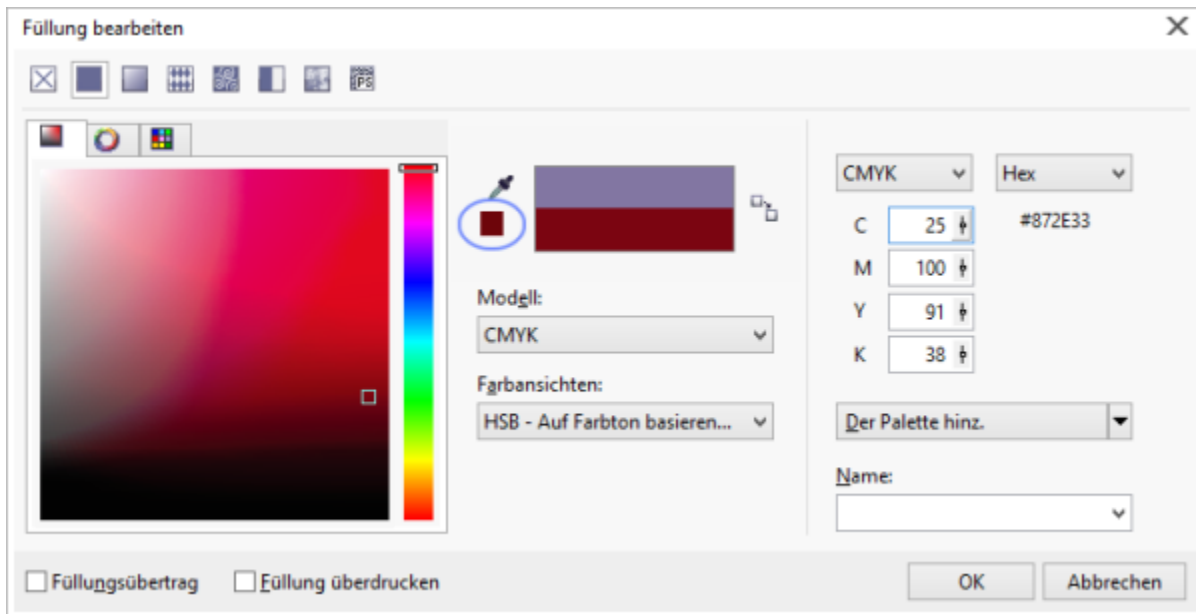 Füllung bearbeiten
PS
CMYK
Hex
C 25 #872E33
M 100
Y 91
K 38
Modell:
CMYK
Farbansichten:
HSB - Auf Farbton basieren...
Der Palette hinz.
Name:
Füllungsübertrag
Füllung überdrucken
OK
Abbrechen